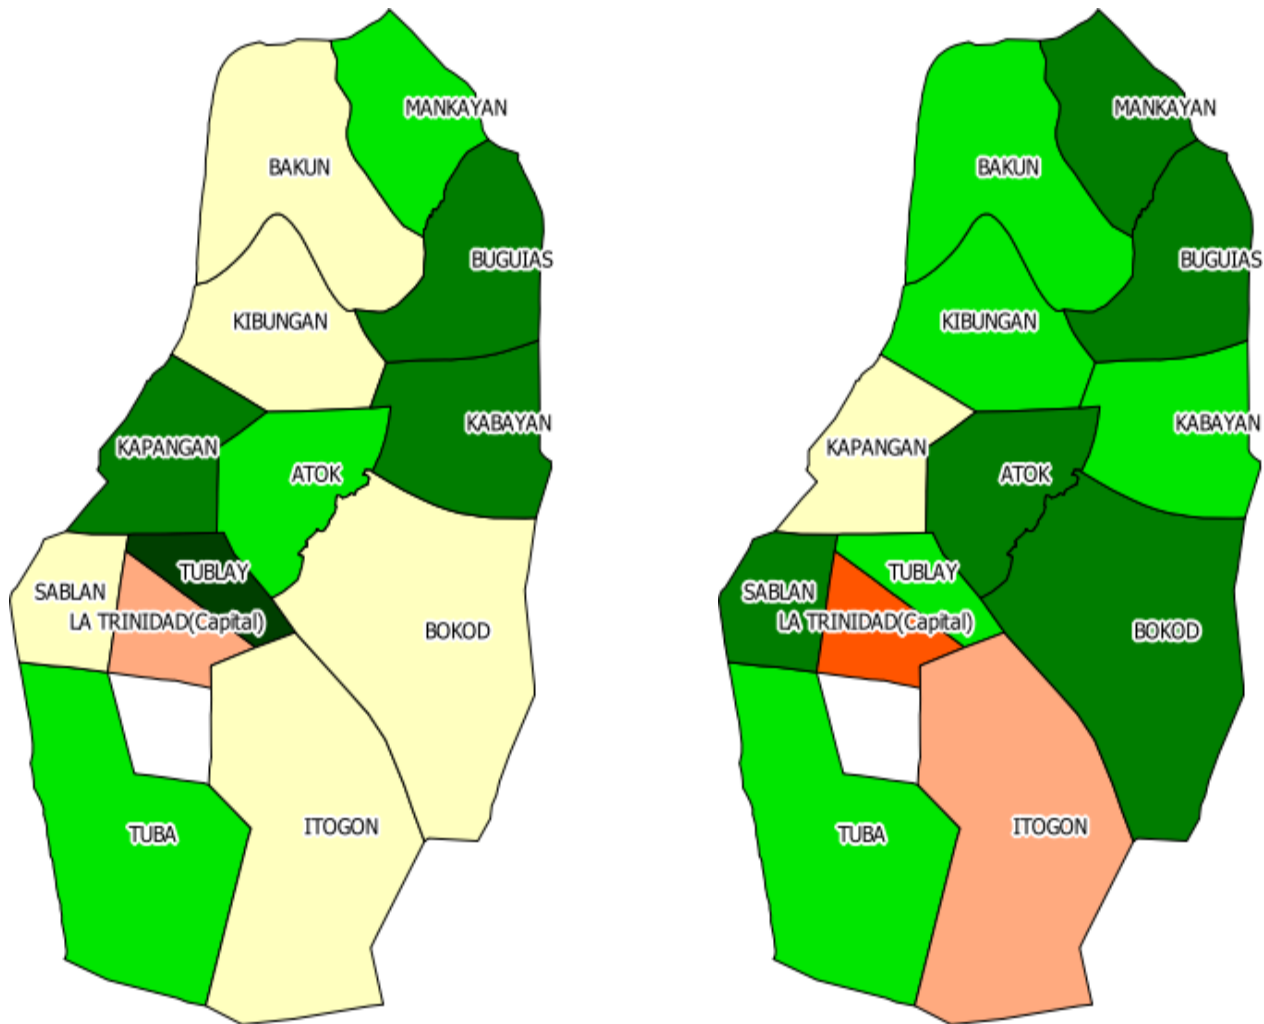 MANKAYAN
BAKUN
BUGUIAS
KIBUNGAN
KABAYAN
KAPANGAN
ATOK
TUBLAY
SABLAN
LA TRINIDAD(Capital)
BOKOD
ITOGON
TUBA
MANKAYAN
BAKUN
BUGUIAS
KIBUNGAN
KABAYAN
KAPANGAN
ATOK
TUBLAY
SABLAN
LA TRINIDAD(Capital)
BOKOD
ITOGON
TUBA